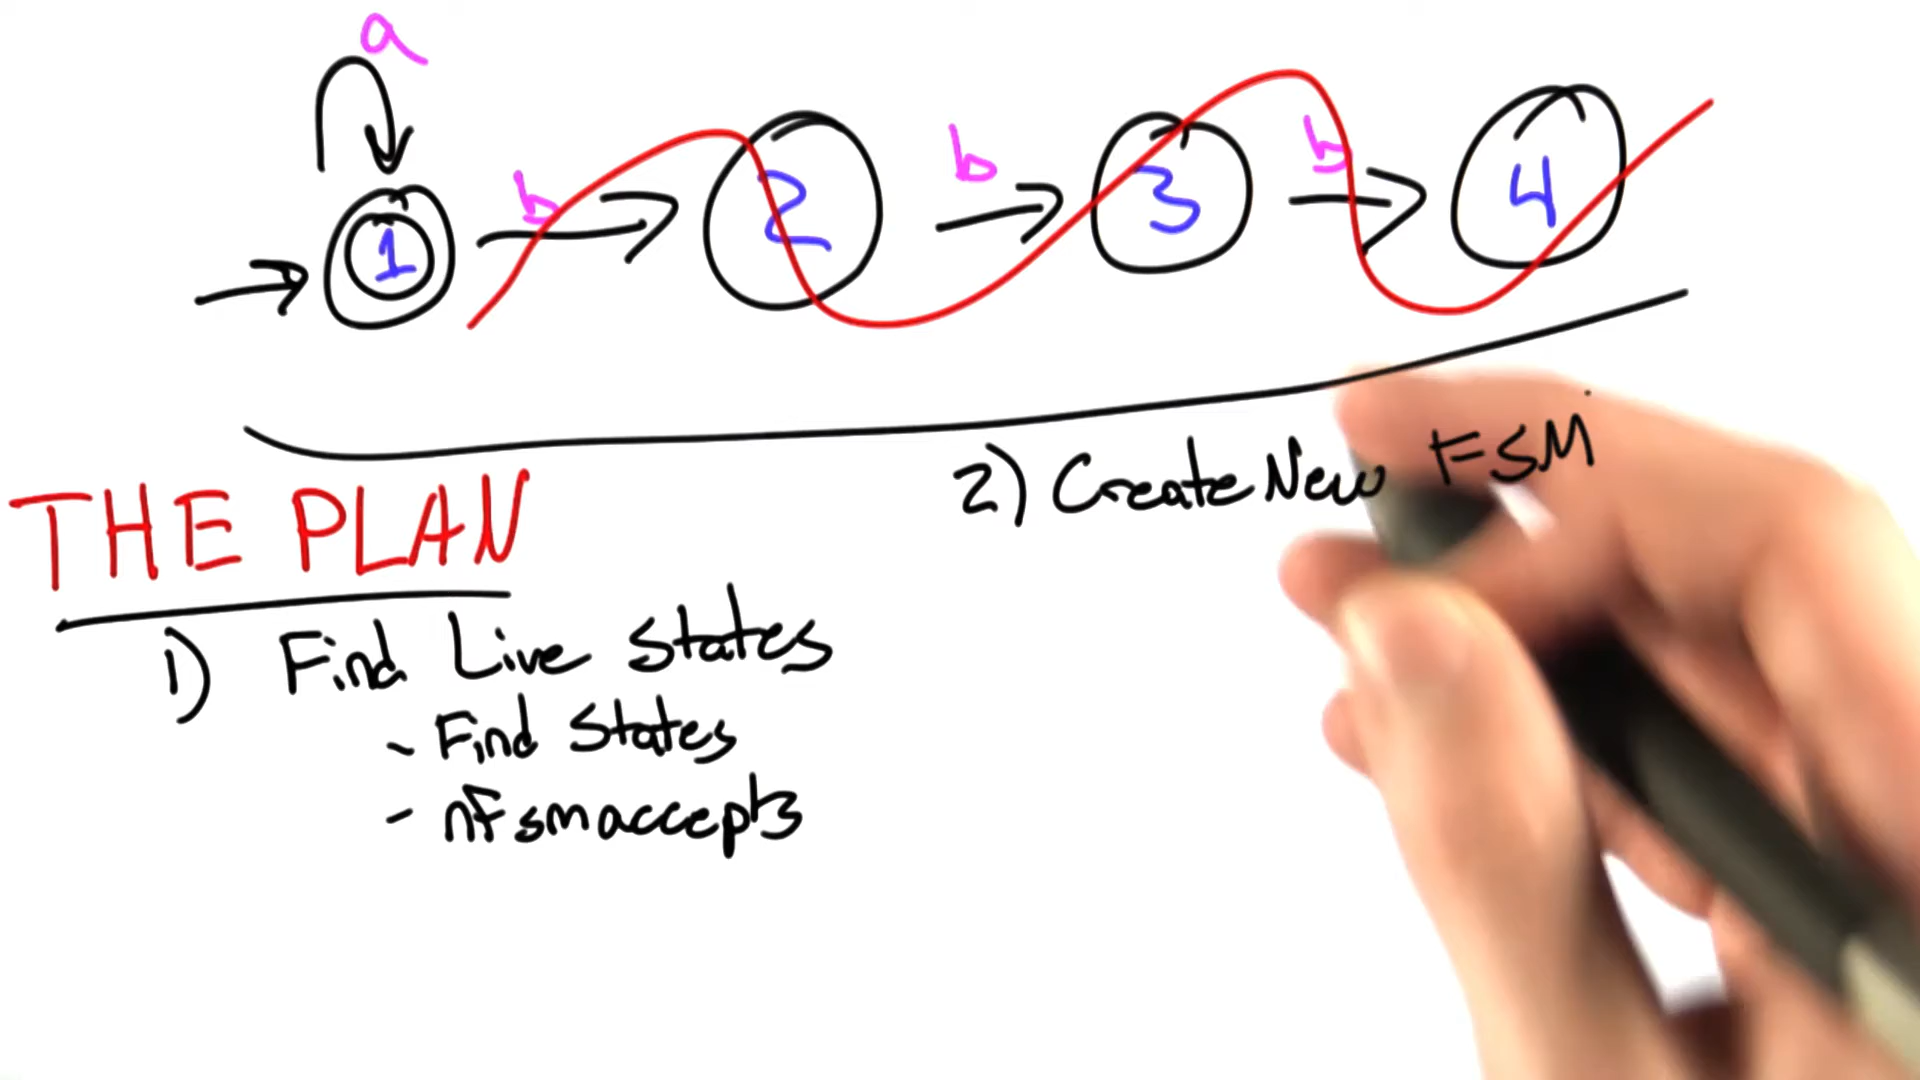 a
b b b
1 2 3 4
THE PLAN
1) Find Live States
- Find States
- nfsmaccepts
2) Create New FSM